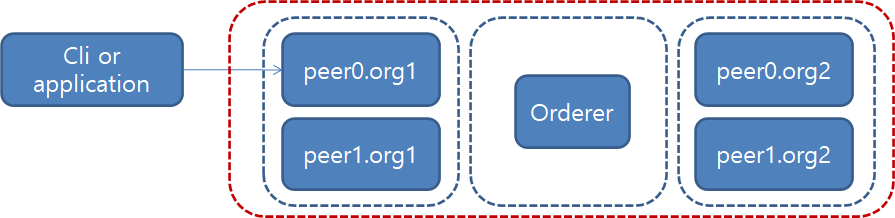 Cli or
application
peer0.org1
peer1.org1
Orderer
peer0.org2
peer1.org2